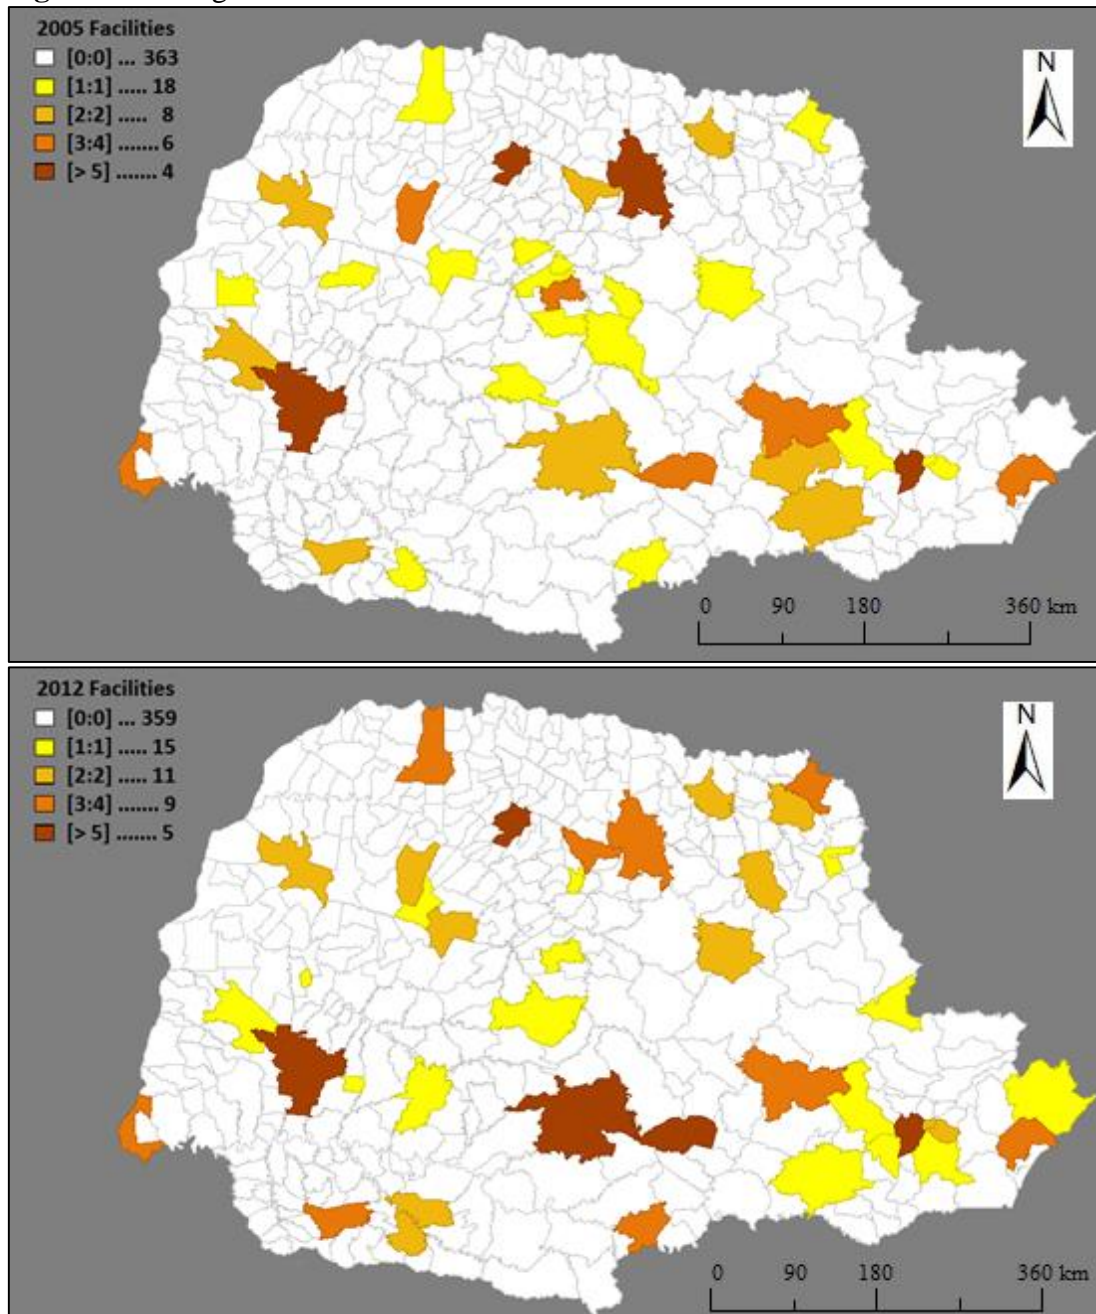 2005 Facilities
[0:0] ... 363
[1:1] ..... 18
[2:2] ..... 8
[3:4] ....... 6
[> 5] ....... 4
N
0 90 180 360 km
2012 Facilities
[0:0] ... 359
[1:1] ..... 15
[2:2] ..... 11
[3:4] ....... 9
[> 5] ....... 5
N
0 90 180 360 km